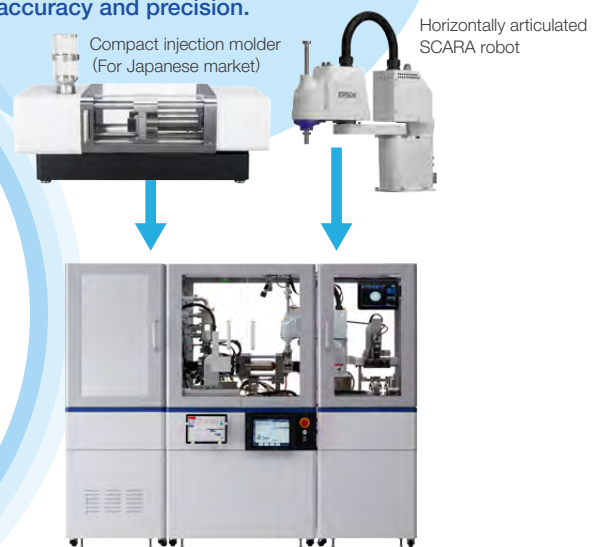 accuracy and precision.
Compact injection molder
(For Japanese market)
Horizontally articulated
SCARA robot
EPSON